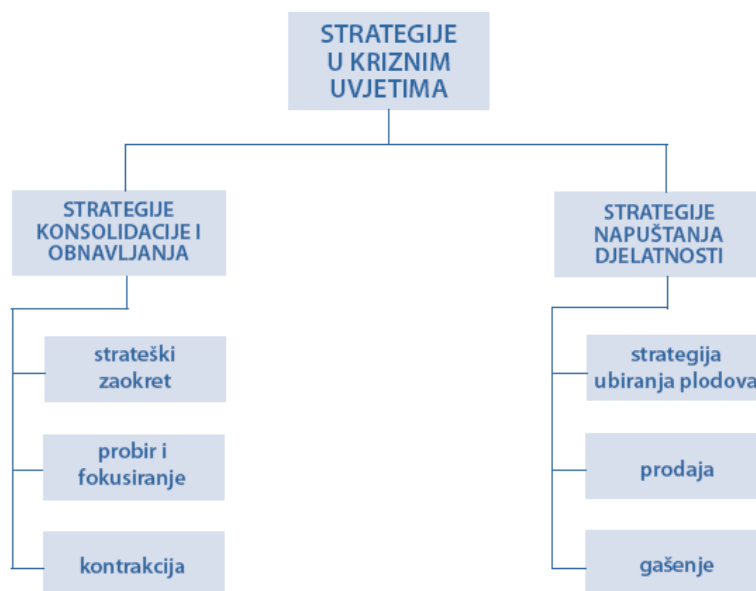 STRATEGIJE
U KRIZNIM
UVJETIMA
STRATEGIJE
KONSOLIDACIJE I
OBNAVLJANJA
STRATEGIJE
NAPUŠTANJA
DJELATNOSTI
strateški
zaokret
probir i
fokusiranje
kontrakcija
strategija
ubiranja plodova
prodaja
gašenje